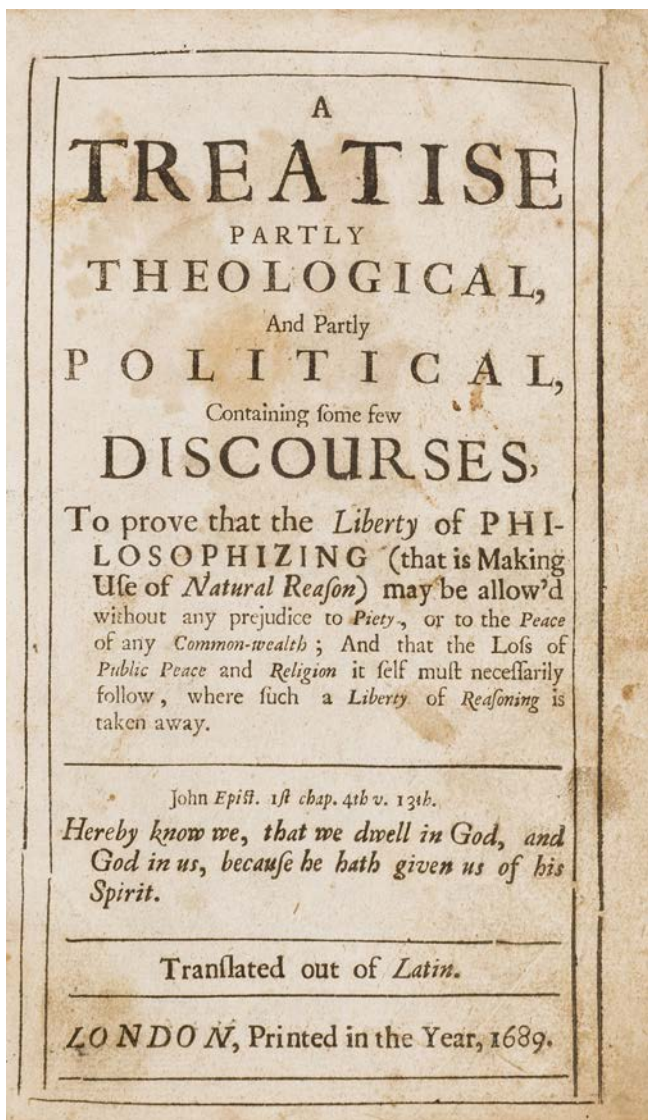 A
TREATISE
PARTLY
THEOLOGICAL,
And Partly
POLITICAL,
Containing ſome few
DISCOURSES,
To prove that the Liberty of PHI-
LOSOPHIZING (that is Making
Uſe of Natural Reaſon) may be allow'd
without any prejudice to Piety, or to the Peace
of any Common-wealth; And that the Loſs of
Public Peace and Religion it ſelf muſt neceſſarily
follow, where ſuch a Liberty of Reaſoning is
taken away.
John Epiſt. 1ſt chap. 4th v. 13th.
Hereby know we, that we dwell in God, and
God in us, becauſe he hath given us of his
Spirit.
Tranſlated out of Latin.
LONDON, Printed in the Year, 1689.